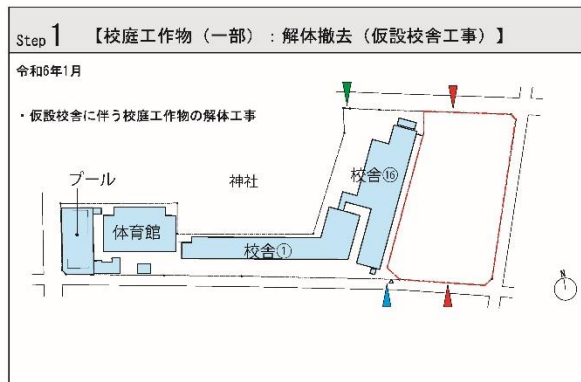 Step 1 【校庭工作物（一部）：解体撤去（仮設校舎工事）】
令和6年1月
・仮設校舎に伴う校庭工作物の解体工事
プール
神社
校舎⑯
体育館
校舎①
N